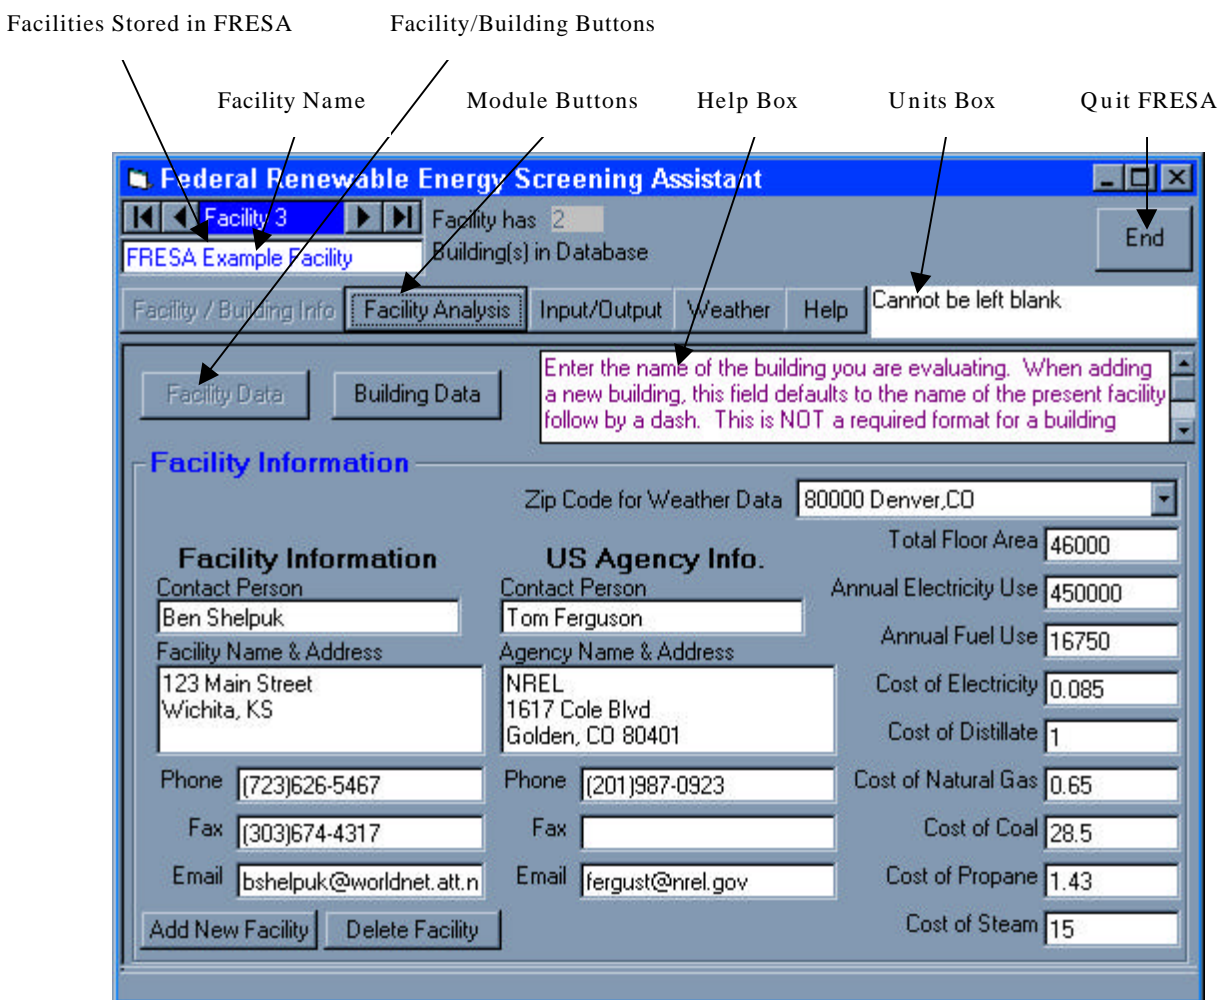 Facilities Stored in FRESA Facility/Building Buttons
Facility Name Module Buttons Help Box Units Box Quit FRESA
Federal Renewable Energy Screening Assistant
Facility 3 Facility has 2
FRESA Example Facility Building(s) in Database
End
Facility / Building Info Facility Analysis Input/Output Weather Help Cannot be left blank
Facility Data Building Data
Enter the name of the building you are evaluating. When adding
a new building, this field defaults to the name of the present facility
follow by a dash. This is NOT a required format for a building
Facility Information
Zip Code for Weather Data 80000 Denver,CO
Facility Information
Contact Person
Ben Shelpuk
Facility Name & Address
123 Main Street
Wichita, KS
Phone (723)626-5467
Fax (303)674-4317
Email bshelpuk@worldnet.att.n
US Agency Info.
Contact Person
Tom Ferguson
Agency Name & Address
NREL
1617 Cole Blvd
Golden, CO 80401
Phone (201)987-0923
Fax
Email fergust@nrel.gov
Total Floor Area 46000
Annual Electricity Use 450000
Annual Fuel Use 16750
Cost of Electricity 0.085
Cost of Distillate 1
Cost of Natural Gas 0.65
Cost of Coal 28.5
Cost of Propane 1.43
Cost of Steam 15
Add New Facility Delete Facility